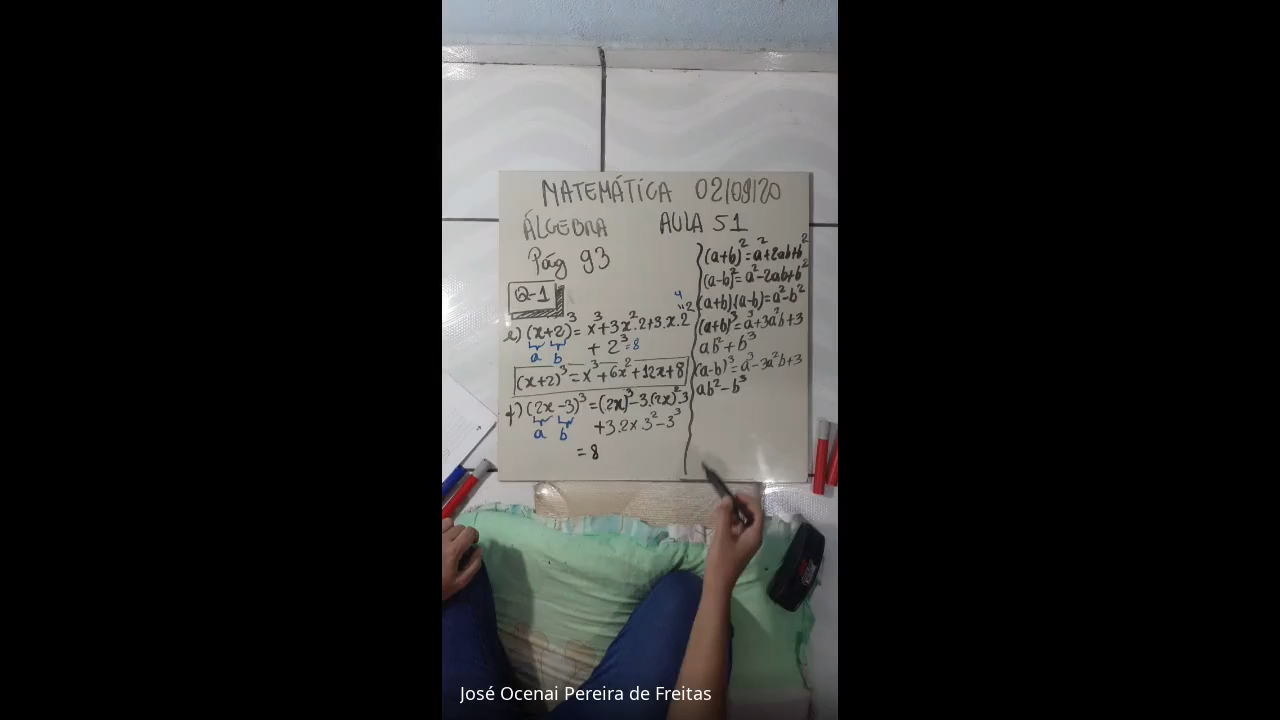 MATEMÁTICA 02/09/20
ÁLGEBRA AULA 51
Pág 93
Q-1
e) (x+2)³ = x³+3x².2+3.x.2²
4
a b
+ 2³=8
(x+2)³ = x³+6x²+12x+8
f) (2x-3)³ = (2x)³-3.(2x)².3
a b
+3.2x 3²-3³
= 8
(a+b)²=a²+2ab+b²
(a-b)²=a²-2ab+b²
(a+b).(a-b)=a²-b²
(a+b)³=a³+3a²b+3
ab²+b³
(a-b)³=a³-3a²b+3
ab²-b³
José Ocenai Pereira de Freitas